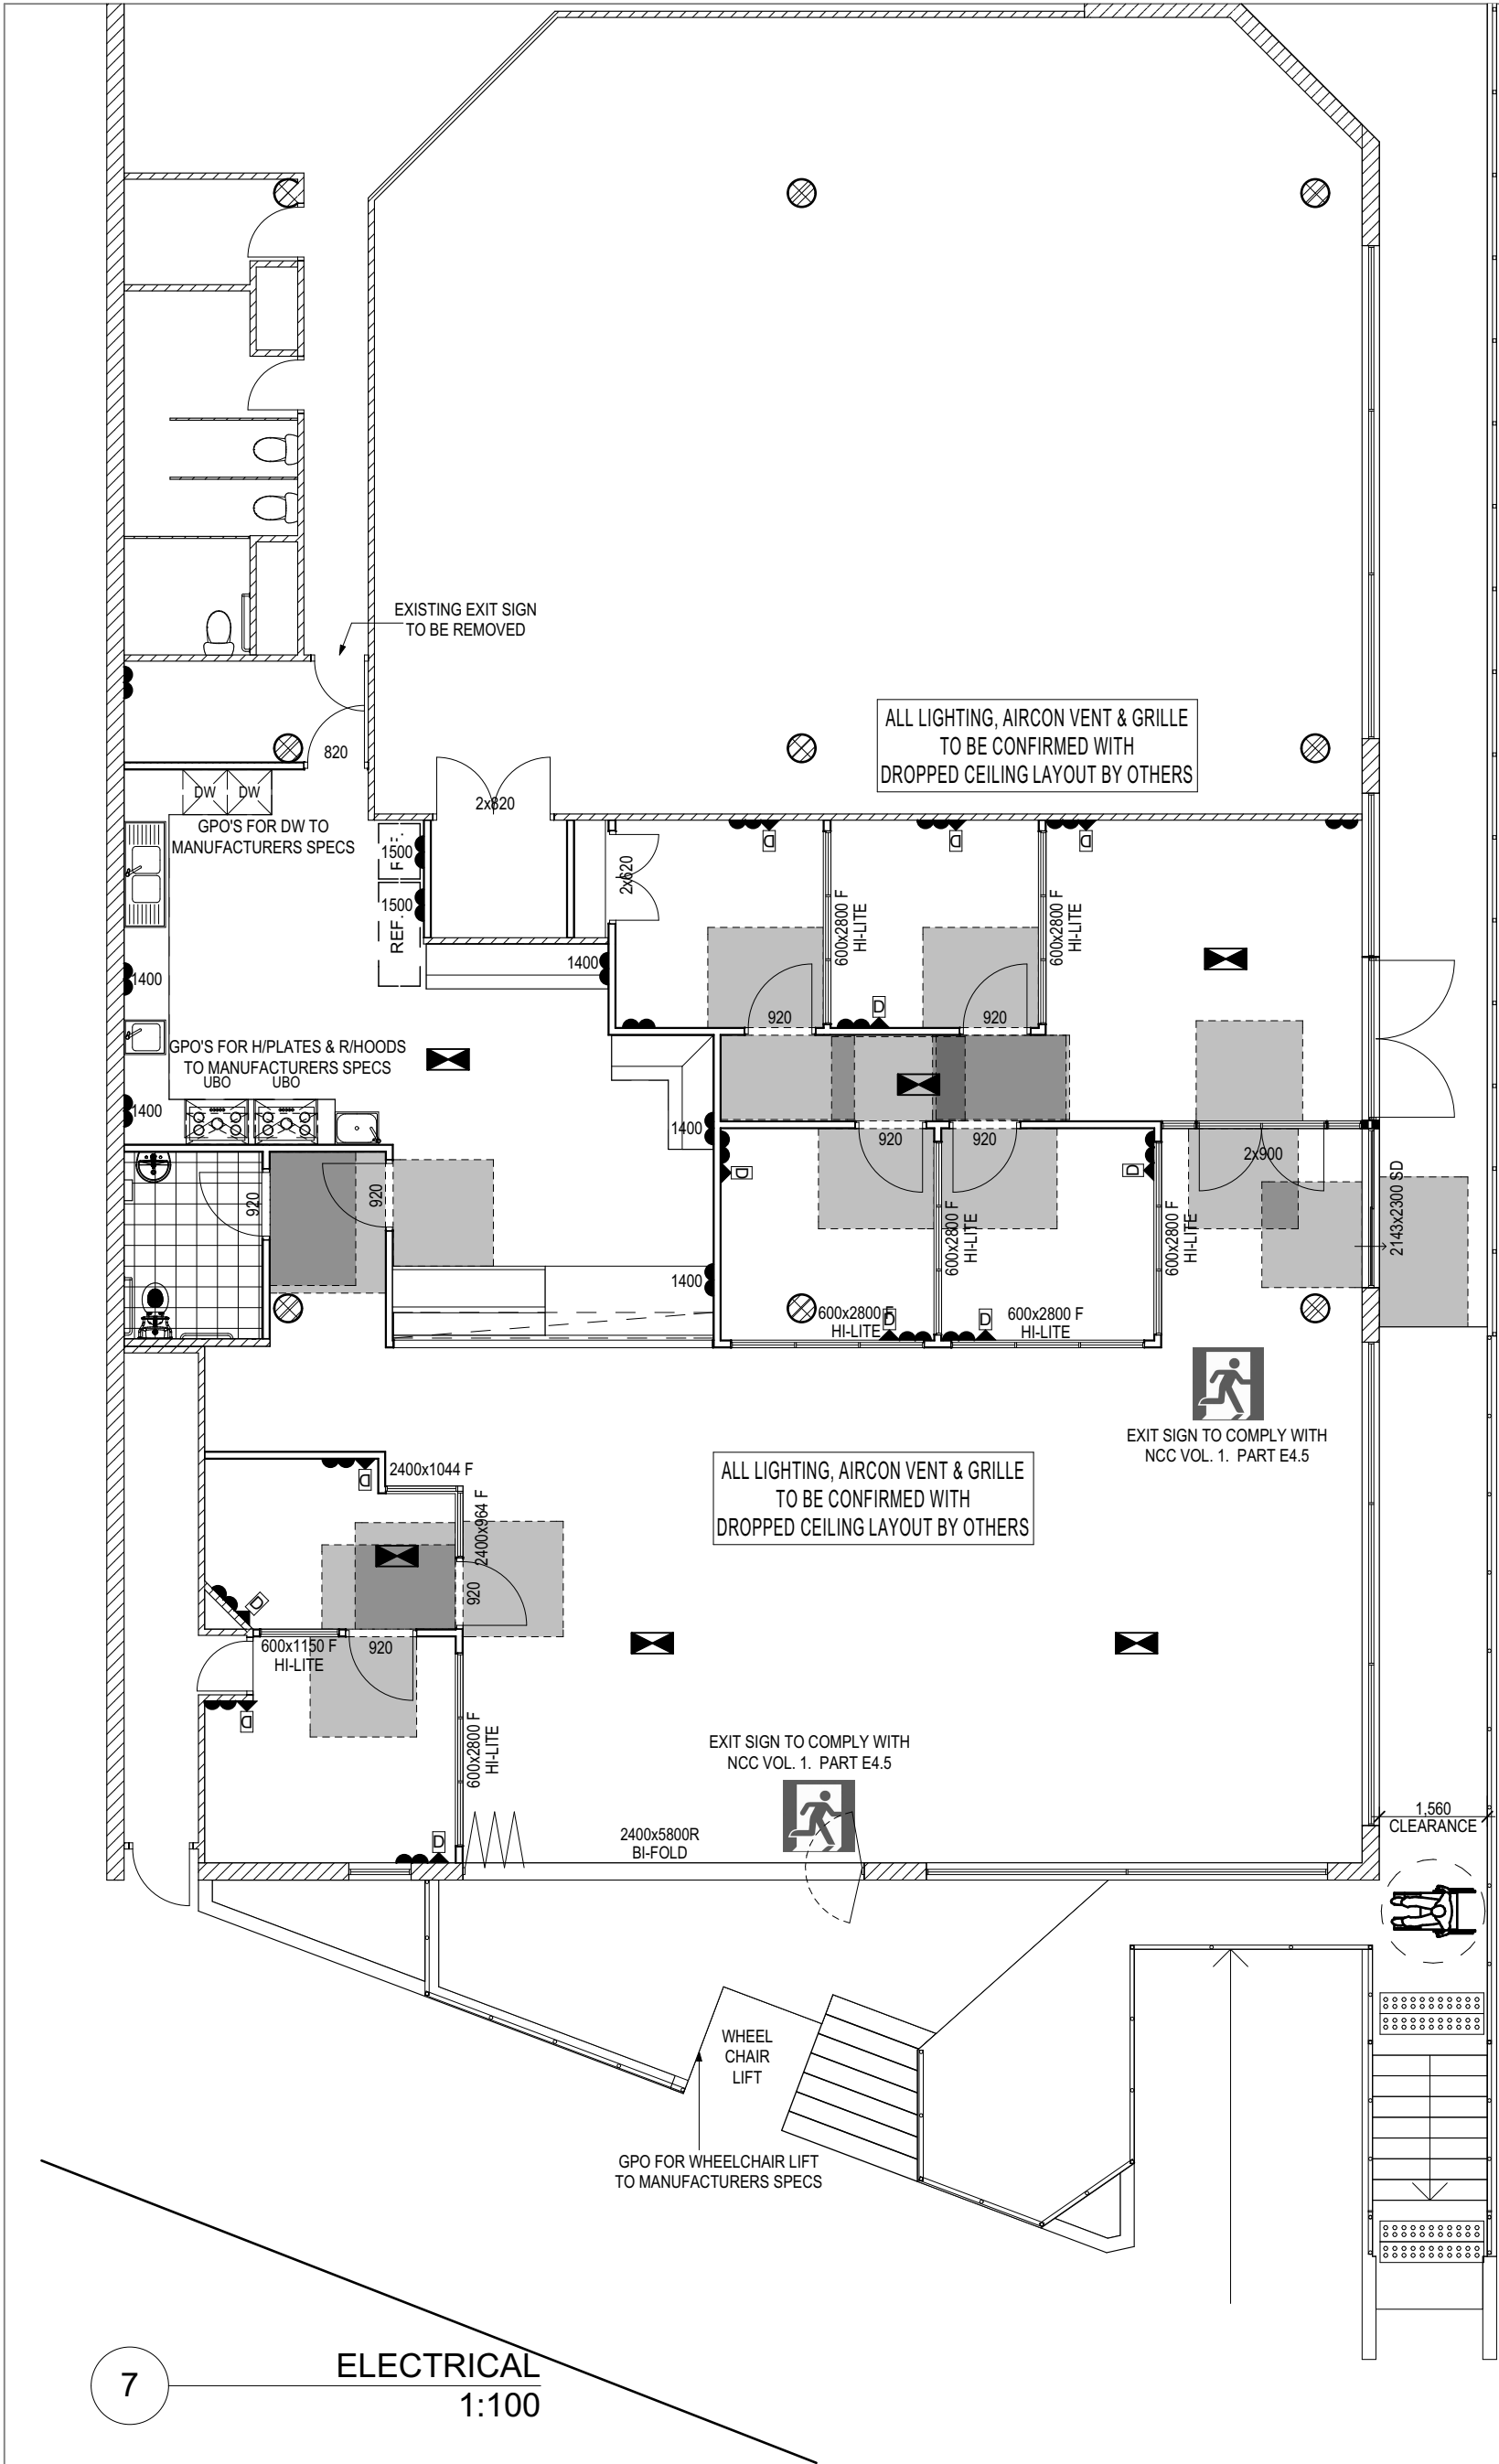 EXISTING EXIT SIGN
TO BE REMOVED
ALL LIGHTING, AIRCON VENT & GRILLE
TO BE CONFIRMED WITH
DROPPED CEILING LAYOUT BY OTHERS
820
DW
DW
2x820
GPO'S FOR DW TO
MANUFACTURERS SPECS
1500
F
1500
REF.
2x620
D
D
D
600x2800 F
HI-LITE
600x2800 F
HI-LITE
1400
1400
D
920
920
GPO'S FOR H/PLATES & R/HOODS
TO MANUFACTURERS SPECS
UBO
UBO
1400
1400
920
920
2x900
D
D
920
920
600x2800 F
HI-LITE
600x2800 F
HI-LITE
2143x2300 SD
1400
600x2800 F
HI-LITE
D
D
600x2800 F
HI-LITE
EXIT SIGN TO COMPLY WITH
NCC VOL. 1. PART E4.5
D
2400x1044 F
2400x964 F
ALL LIGHTING, AIRCON VENT & GRILLE
TO BE CONFIRMED WITH
DROPPED CEILING LAYOUT BY OTHERS
D
920
600x1150 F
HI-LITE
920
D
600x2800 F
HI-LITE
EXIT SIGN TO COMPLY WITH
NCC VOL. 1. PART E4.5
D
2400x5800R
BI-FOLD
1,560
CLEARANCE
WHEEL
CHAIR
LIFT
GPO FOR WHEELCHAIR LIFT
TO MANUFACTURERS SPECS
7
ELECTRICAL
1:100